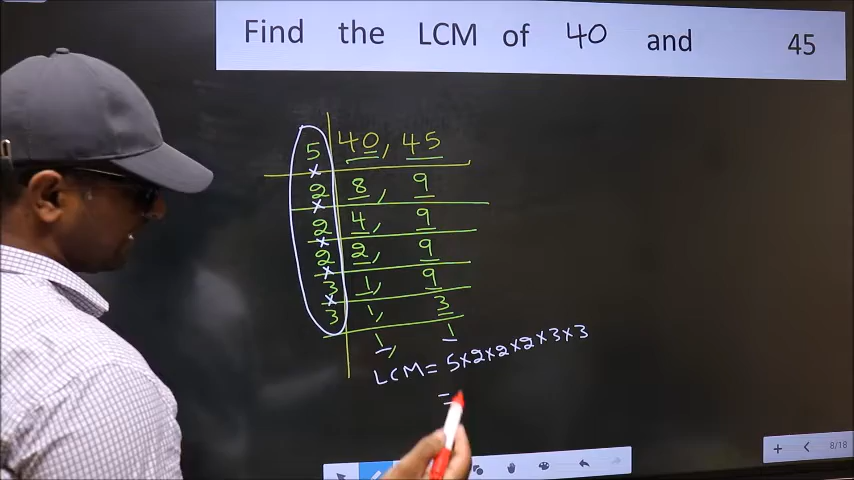 Find the LCM of 40 and 45
5 40, 45
×
2 8, 9
×
2 4, 9
×
2 2, 9
×
3 1, 9
×
3 1, 3
1, 1
LCM = 5×2×2×2×3×3
=
8/18